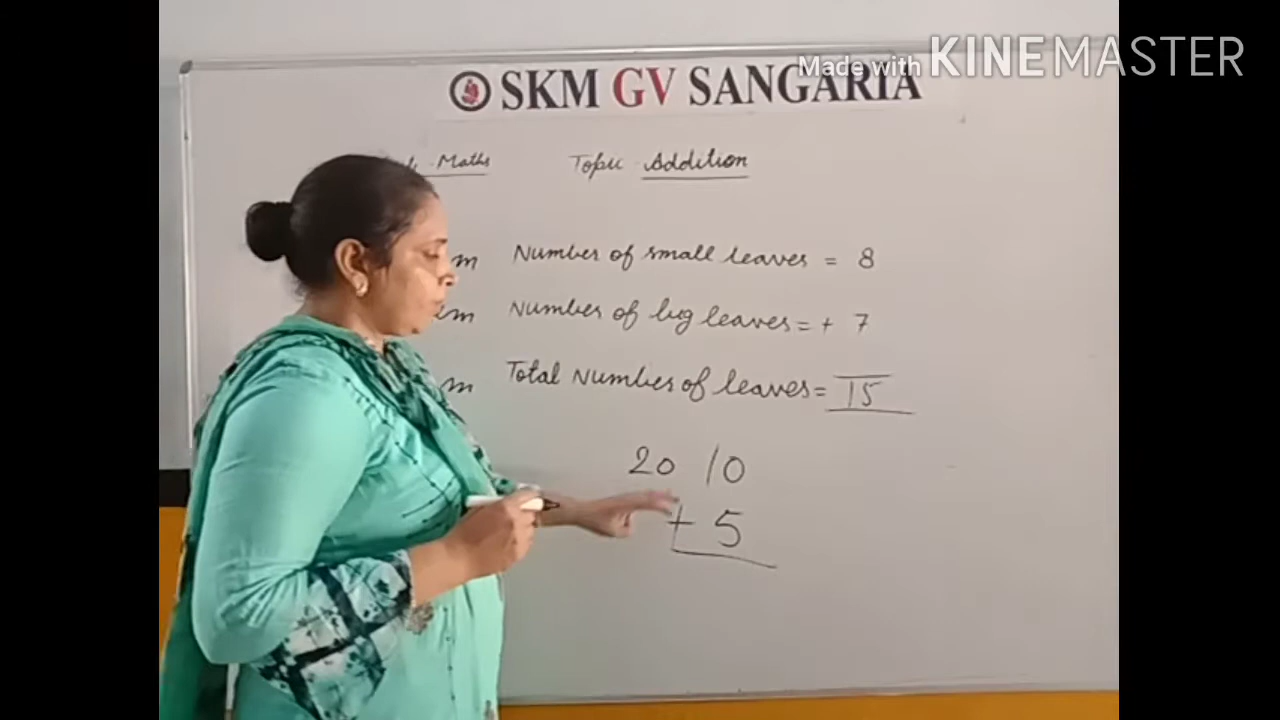 Made with KINEMASTER
SKM GV SANGARIA
Maths Topic Addition
Number of small leaves = 8
Number of big leaves = + 7
Total Number of leaves = 15
20 10
+ 5